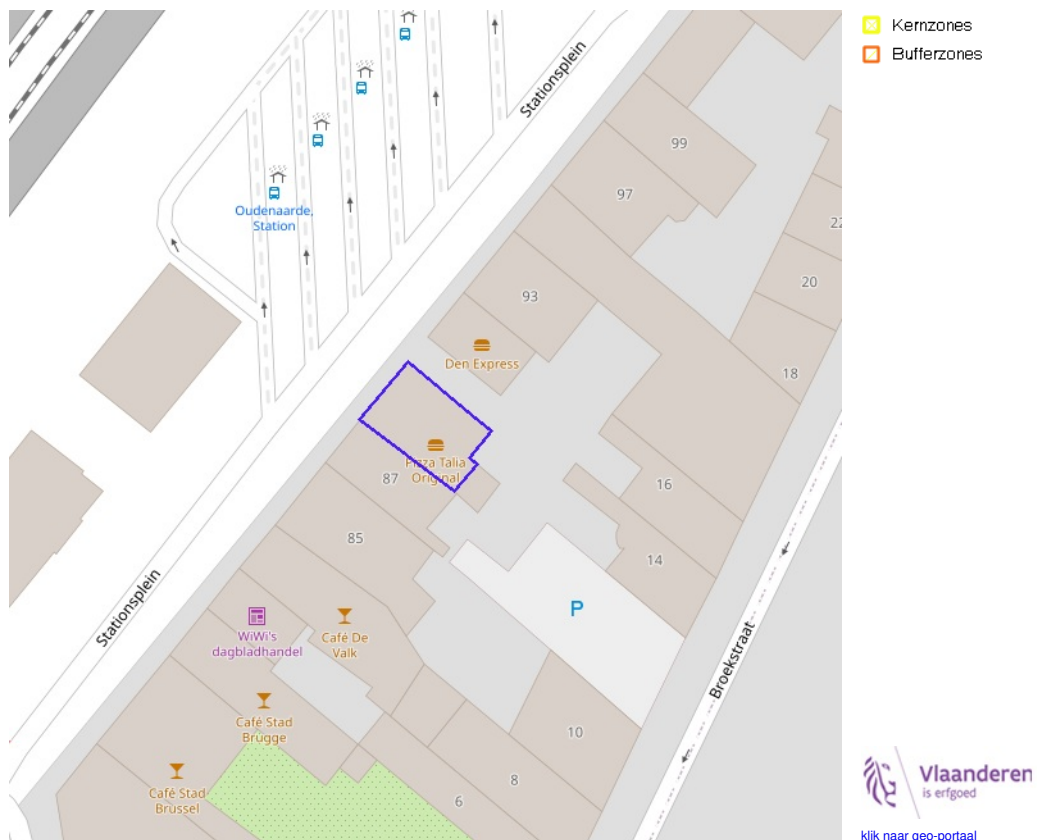 Kernzones
Bufferzones
Stationsplein
99
97
22
Oudenaarde,
Station
20
93
Den Express
18
Pizza Talia
Original
87
16
85
14
P
Stationsplein
WiWi's
dagbladhandel
Café De
Valk
Broekstraat
Café Stad
Brugge
10
8
Café Stad
Brussel
6
Vlaanderen
is erfgoed
klik naar geo-portaal